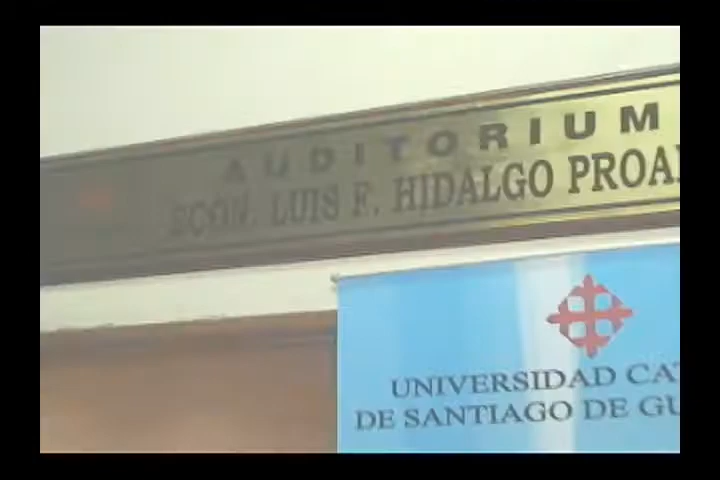 AUDITORIUM
ECON. LUIS F. HIDALGO PROA
UNIVERSIDAD CA
DE SANTIAGO DE GU